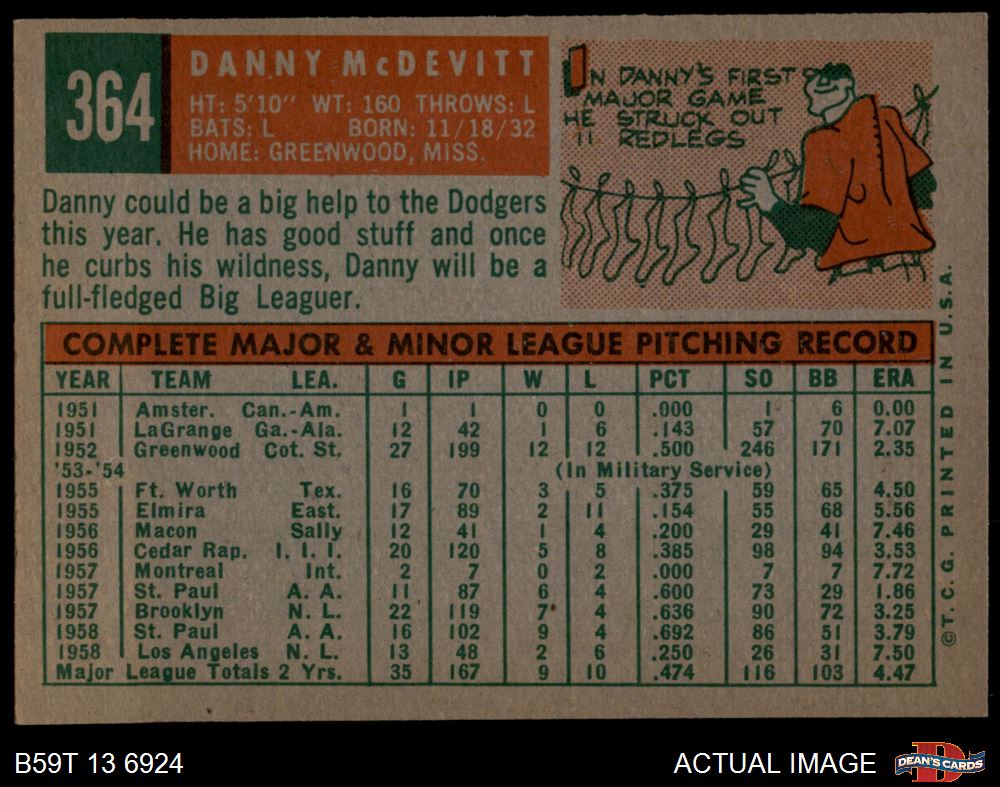 364
DANNY McDEVITT
HT: 5'10" WT: 160 THROWS: L
BATS: L BORN: 11/18/32
HOME: GREENWOOD, MISS.
IN DANNY'S FIRST
MAJOR GAME
HE STRUCK OUT
11 REDLEGS
Danny could be a big help to the Dodgers
this year. He has good stuff and once
he curbs his wildness, Danny will be a
full-fledged Big Leaguer.
COMPLETE MAJOR & MINOR LEAGUE PITCHING RECORD
YEAR TEAM LEA. G IP W L PCT SO BB ERA
1951 Amster. Can.-Am. 1 1 0 0 .000 1 6 0.00
1951 LaGrange Ga.-Ala. 12 42 1 6 .143 57 70 7.07
1952 Greenwood Cot. St. 27 199 12 12 .500 246 171 2.35
'53-'54 (In Military Service)
1955 Ft. Worth Tex. 16 70 3 5 .375 59 65 4.50
1955 Elmira East. 17 89 2 11 .154 55 68 5.56
1956 Macon Sally 12 41 1 4 .200 29 41 7.46
1956 Cedar Rap. I. I. I. 20 120 5 8 .385 98 94 3.53
1957 Montreal Int. 2 7 0 2 .000 7 7 7.72
1957 St. Paul A. A. 11 87 6 4 .600 73 29 1.86
1957 Brooklyn N. L. 22 119 7 4 .636 90 72 3.25
1958 St. Paul A. A. 16 102 9 4 .692 86 51 3.79
1958 Los Angeles N. L. 13 48 2 6 .250 26 31 7.50
Major League Totals 2 Yrs. 35 167 9 10 .474 116 103 4.47
©T.C.G. PRINTED IN U.S.A.
B59T 13 6924
ACTUAL IMAGE
DEAN'S CARDS